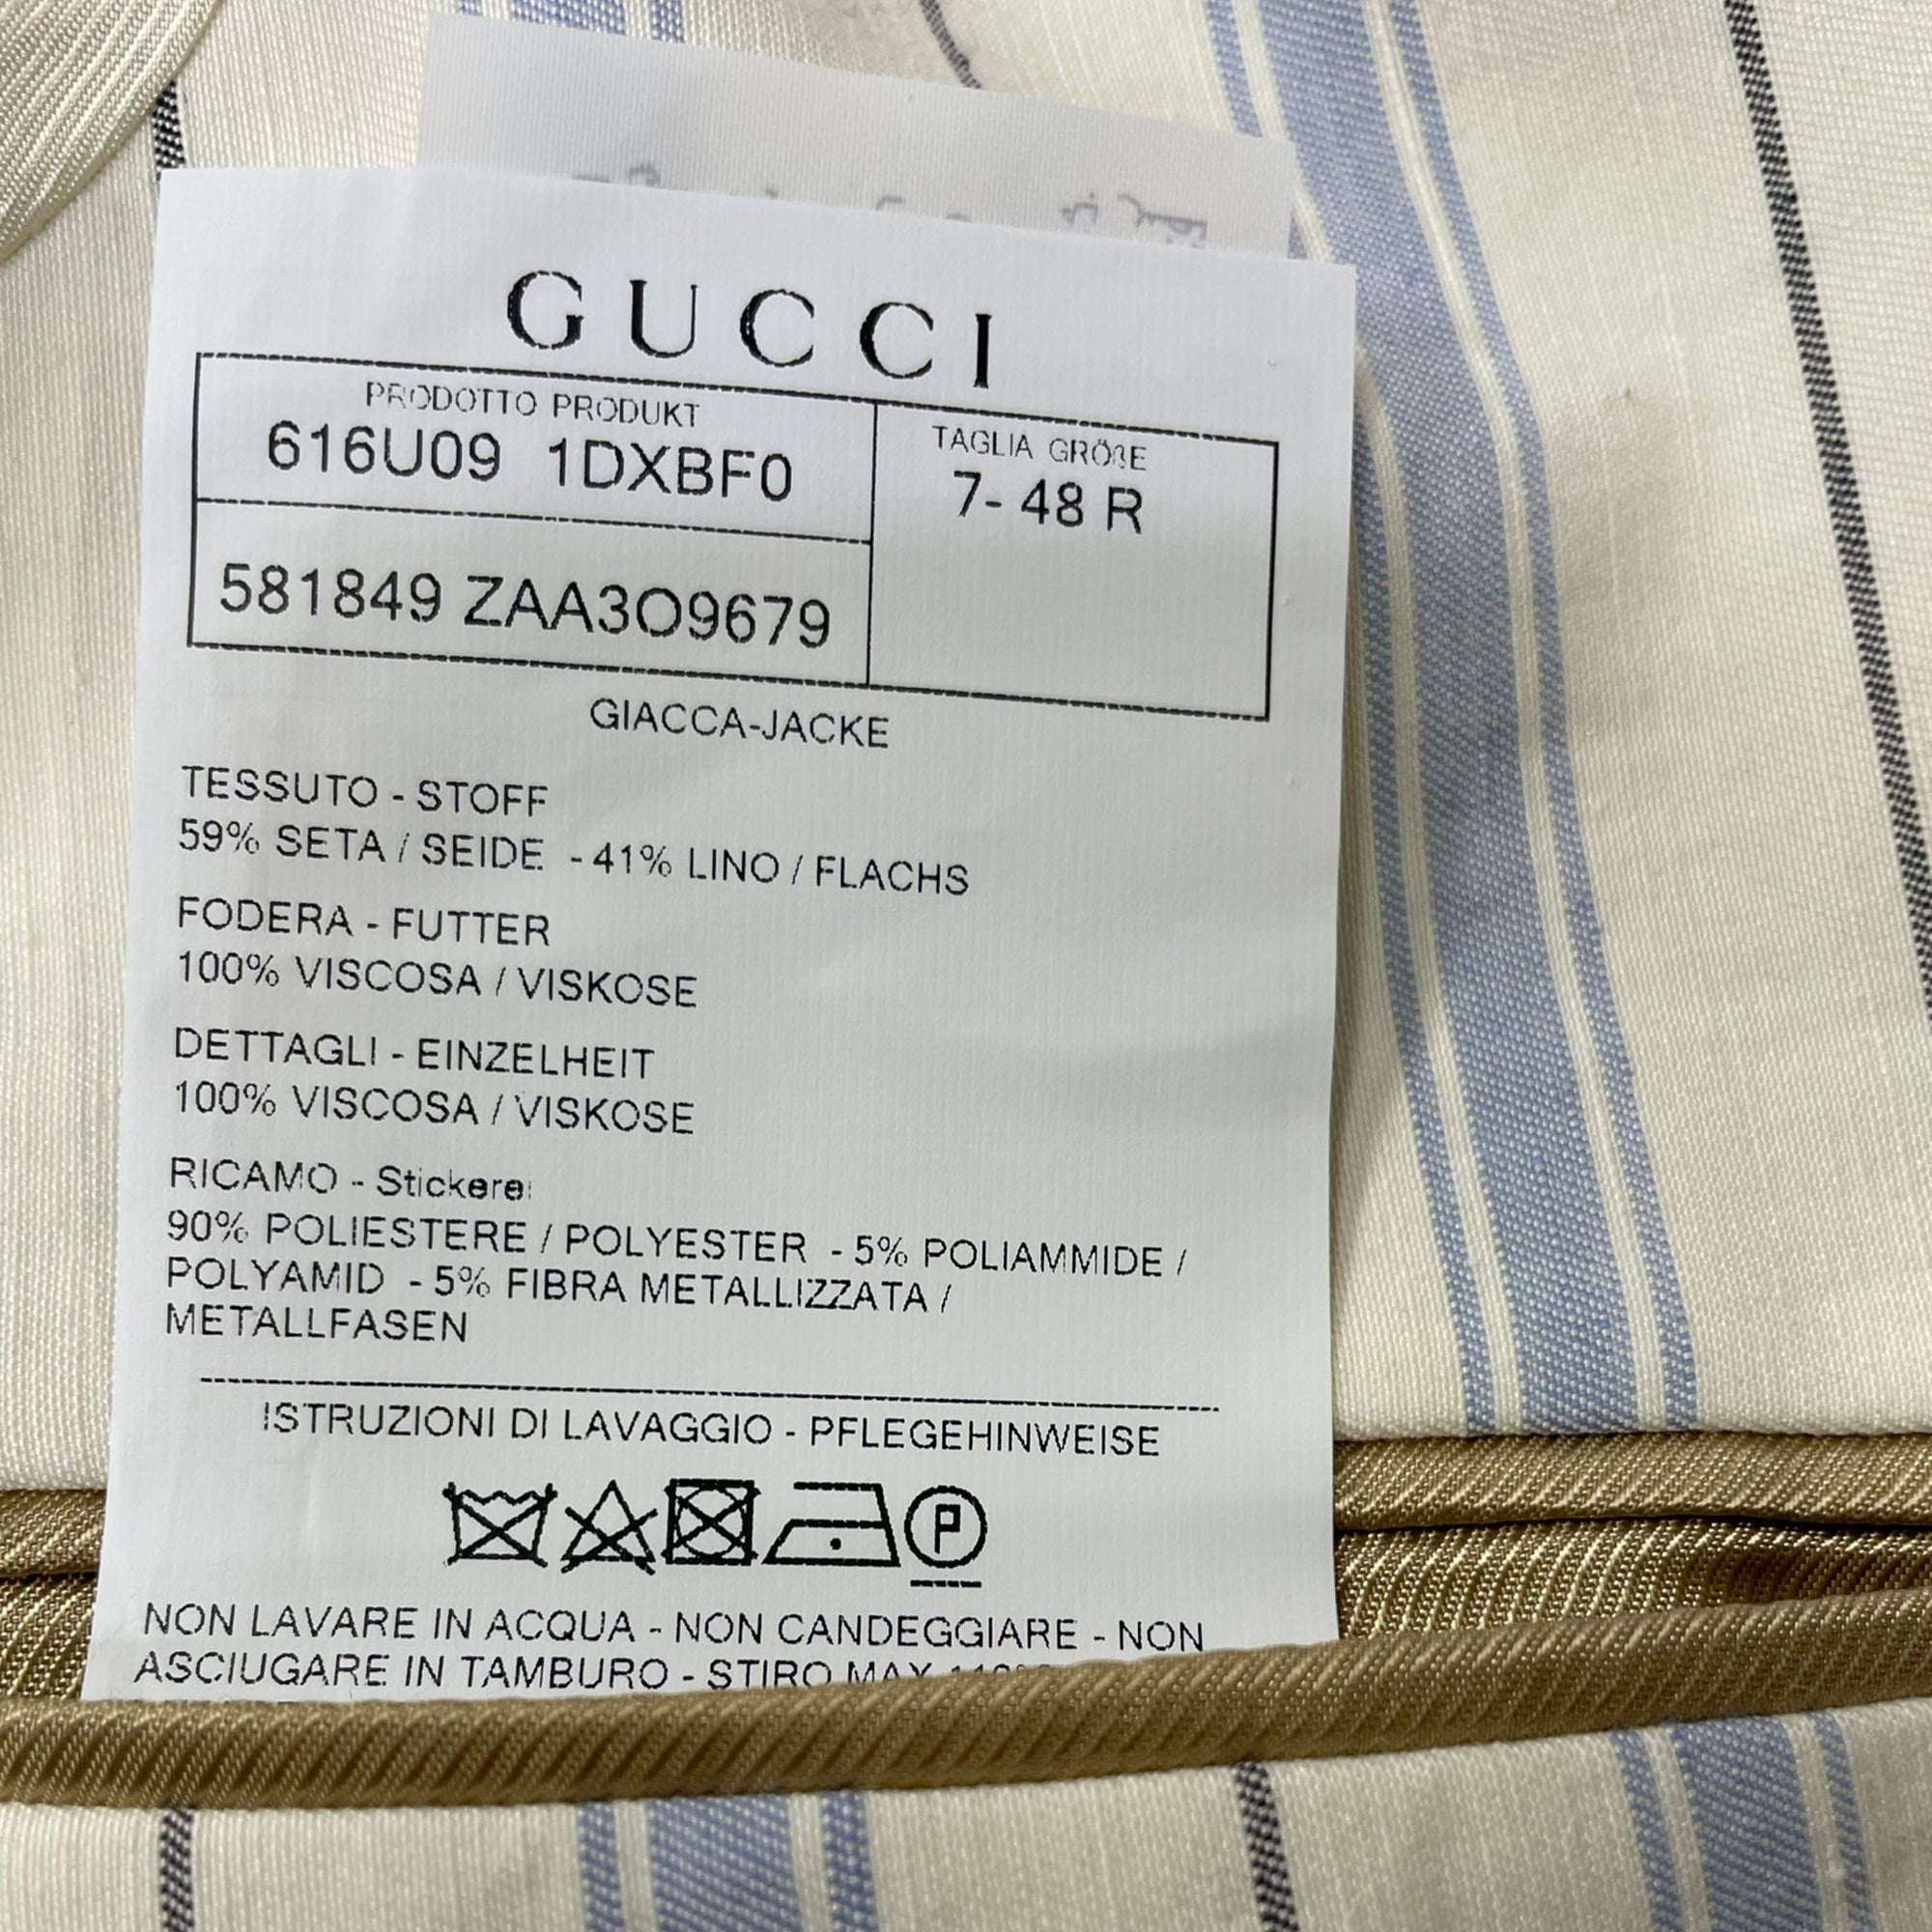 GUCCI
PRODOTTO PRODUKT
616U09 1DXBF0
TAGLIA GRÖßE
7- 48 R
581849 ZAA3O9679
GIACCA-JACKE
TESSUTO - STOFF
59% SETA / SEIDE - 41% LINO / FLACHS
FODERA - FUTTER
100% VISCOSA / VISKOSE
DETTAGLI - EINZELHEIT
100% VISCOSA / VISKOSE
RICAMO - Stickerei
90% POLIESTERE / POLYESTER - 5% POLIAMMIDE /
POLYAMID - 5% FIBRA METALLIZZATA /
METALLFASEN
ISTRUZIONI DI LAVAGGIO - PFLEGEHINWEISE
P
NON LAVARE IN ACQUA - NON CANDEGGIARE - NON
ASCIUGARE IN TAMBURO - STIRO MAX